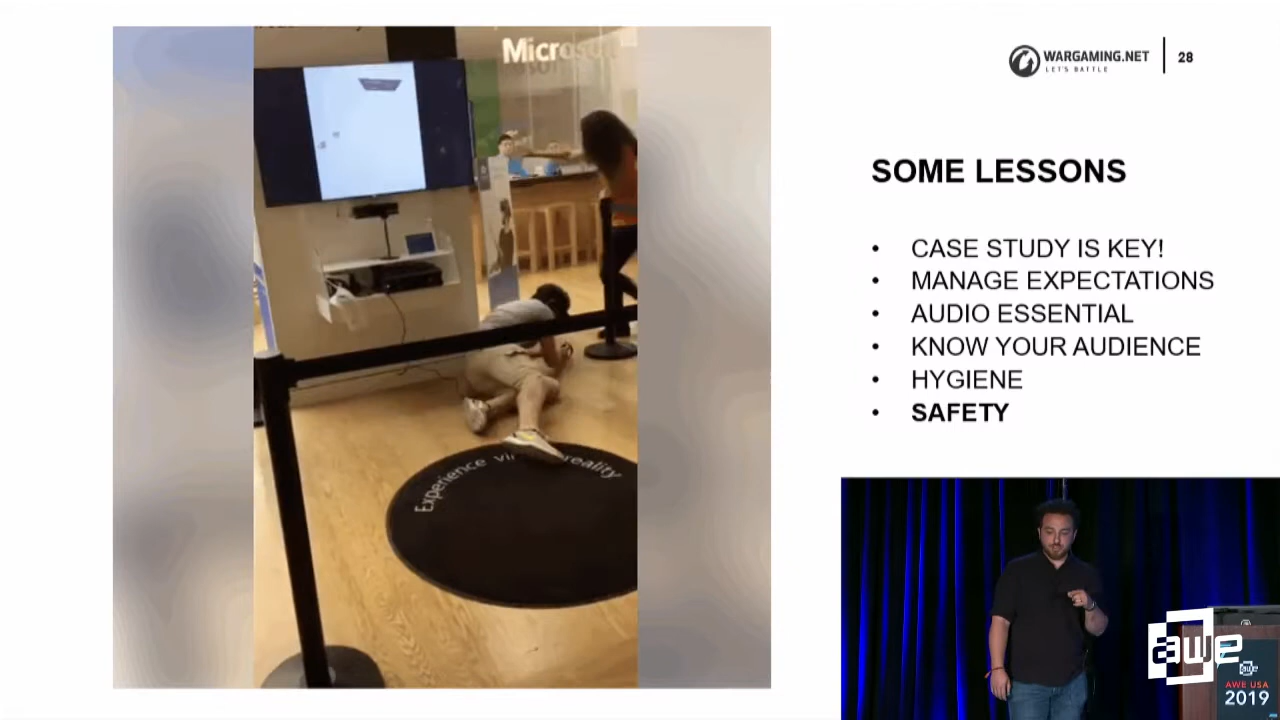 Microsoft
Experience
reality
WARGAMING.NET
LET'S BATTLE
28
SOME LESSONS
• CASE STUDY IS KEY!
• MANAGE EXPECTATIONS
• AUDIO ESSENTIAL
• KNOW YOUR AUDIENCE
• HYGIENE
• SAFETY
awe
awe
AWE USA
2019